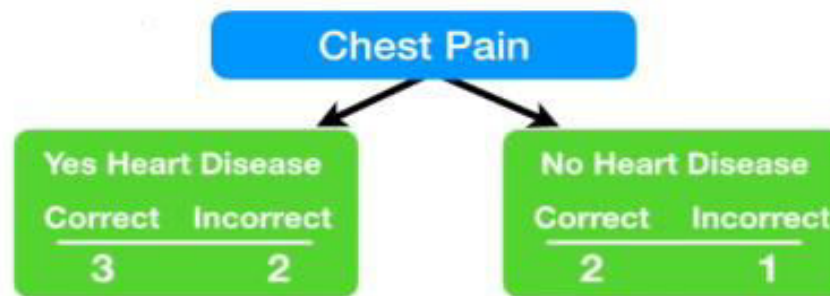 Chest Pain
Yes Heart Disease
Correct Incorrect
3 2
No Heart Disease
Correct Incorrect
2 1